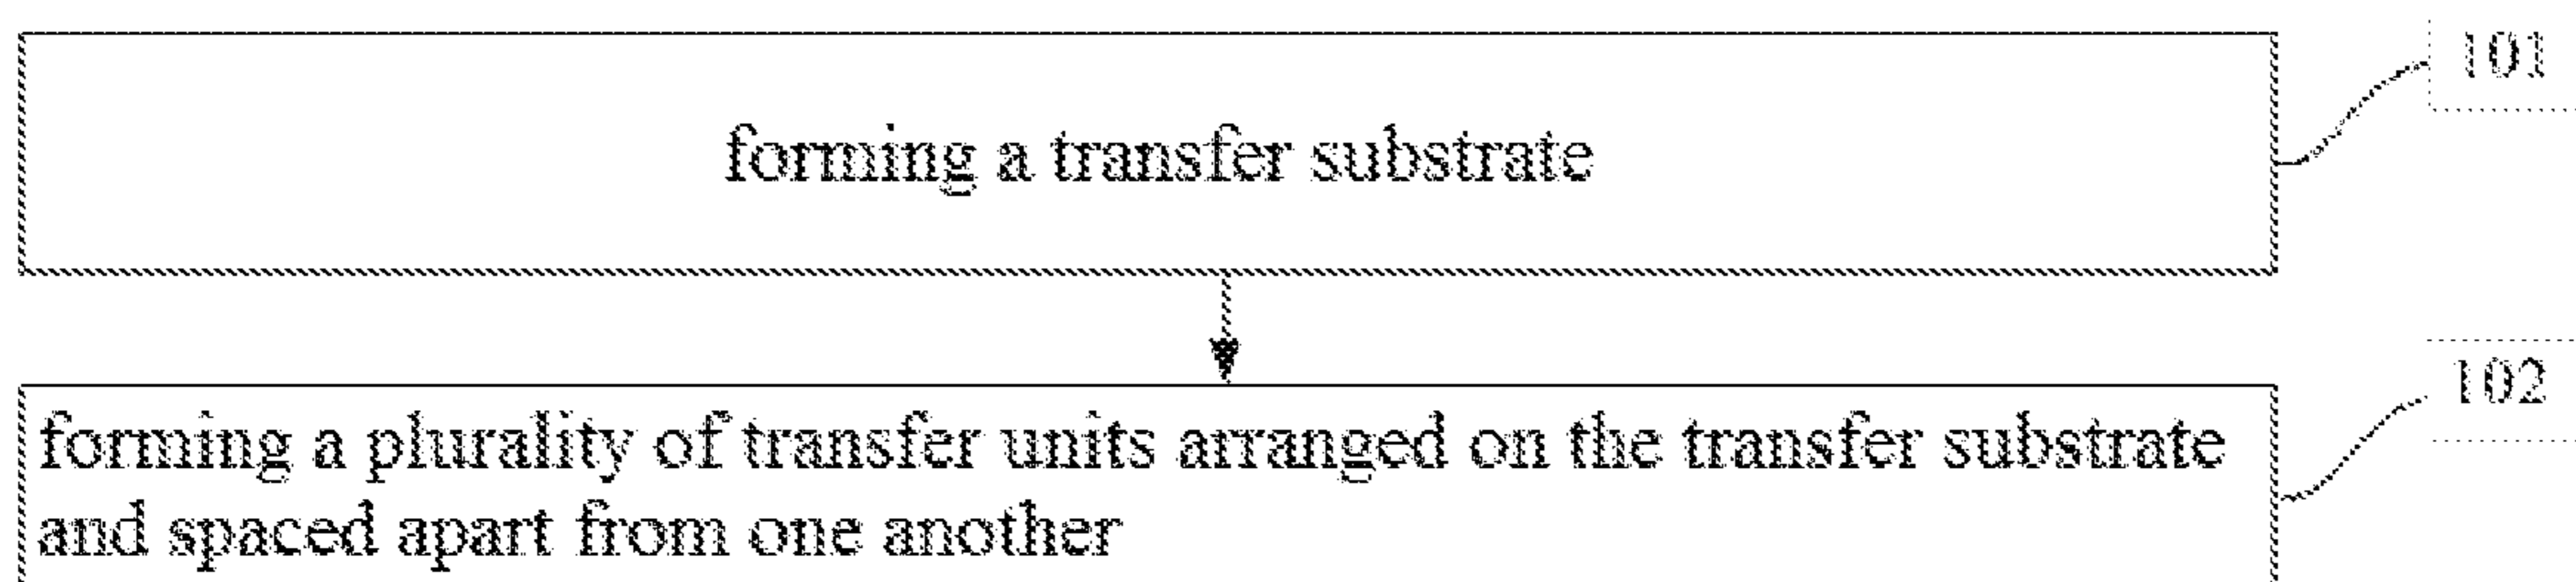 101
forming a transfer substrate
102
forming a plurality of transfer units arranged on the transfer substrate
and spaced apart from one another